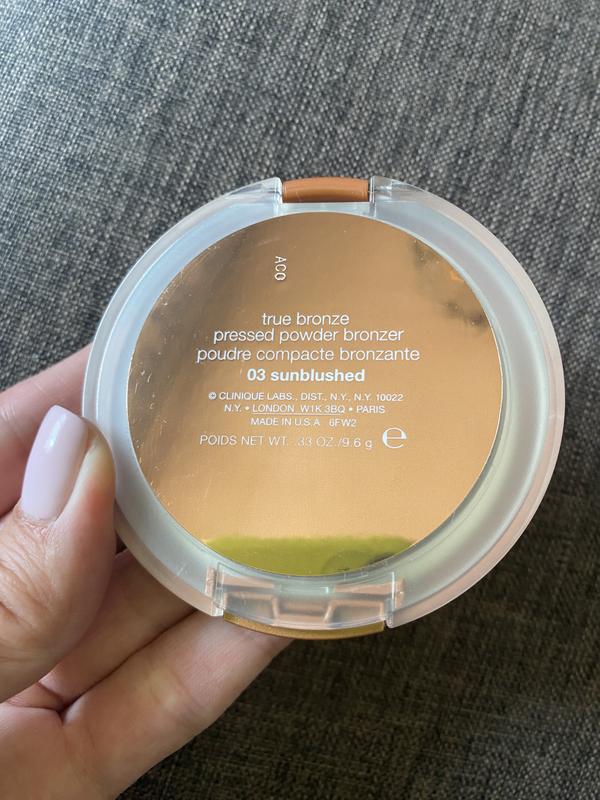 ACO
true bronze
pressed powder bronzer
poudre compacte bronzante
03 sunblushed
© CLINIQUE LABS., DIST., N.Y., N.Y. 10022
N.Y. • LONDON W1K 3BQ • PARIS
MADE IN U.S.A 6FW2
POIDS NET WT. .33 OZ./9.6 g e